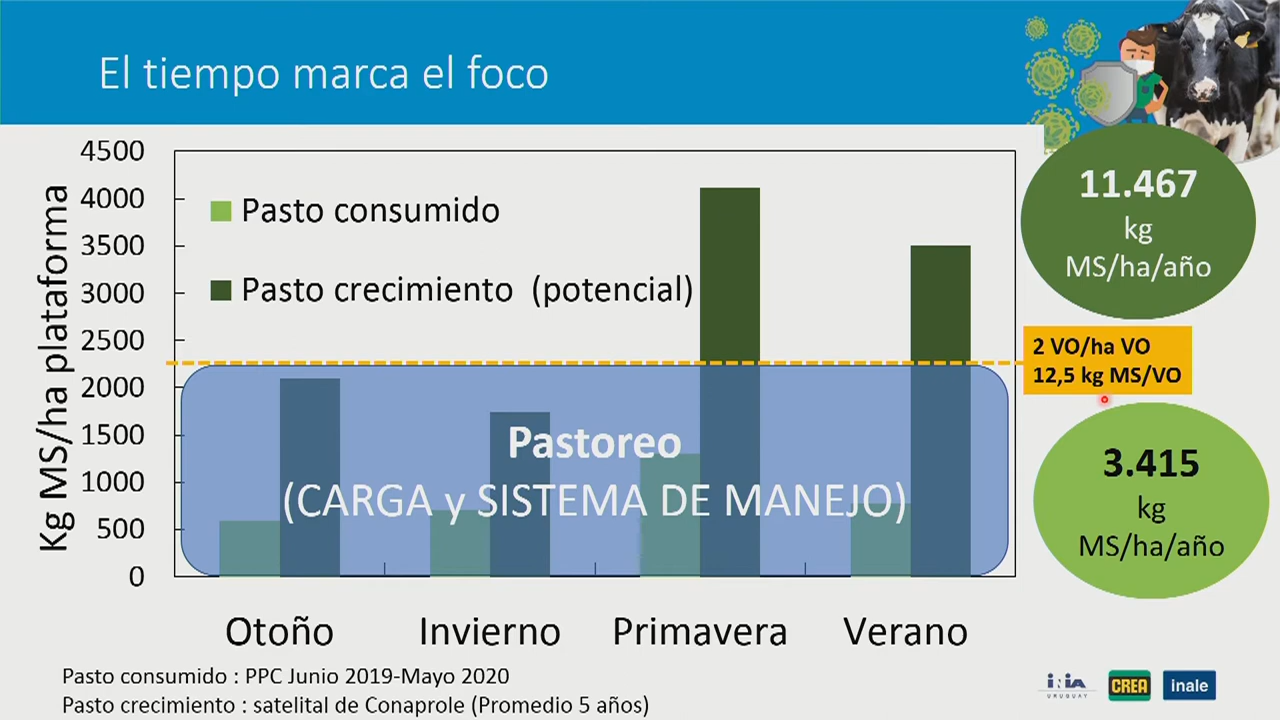 El tiempo marca el foco
4500
4000
3500
3000
2500
2000
1500
1000
500
0
Kg MS/ha plataforma
Pasto consumido
Pasto crecimiento (potencial)
Pastoreo
(CARGA y SISTEMA DE MANEJO)
Otoño
Invierno
Primavera
Verano
11.467
kg
MS/ha/año
2 VO/ha VO
12,5 kg MS/VO
3.415
kg
MS/ha/año
Pasto consumido : PPC Junio 2019-Mayo 2020
Pasto crecimiento : satelital de Conaprole (Promedio 5 años)
inia
URUGUAY
CREA
inale